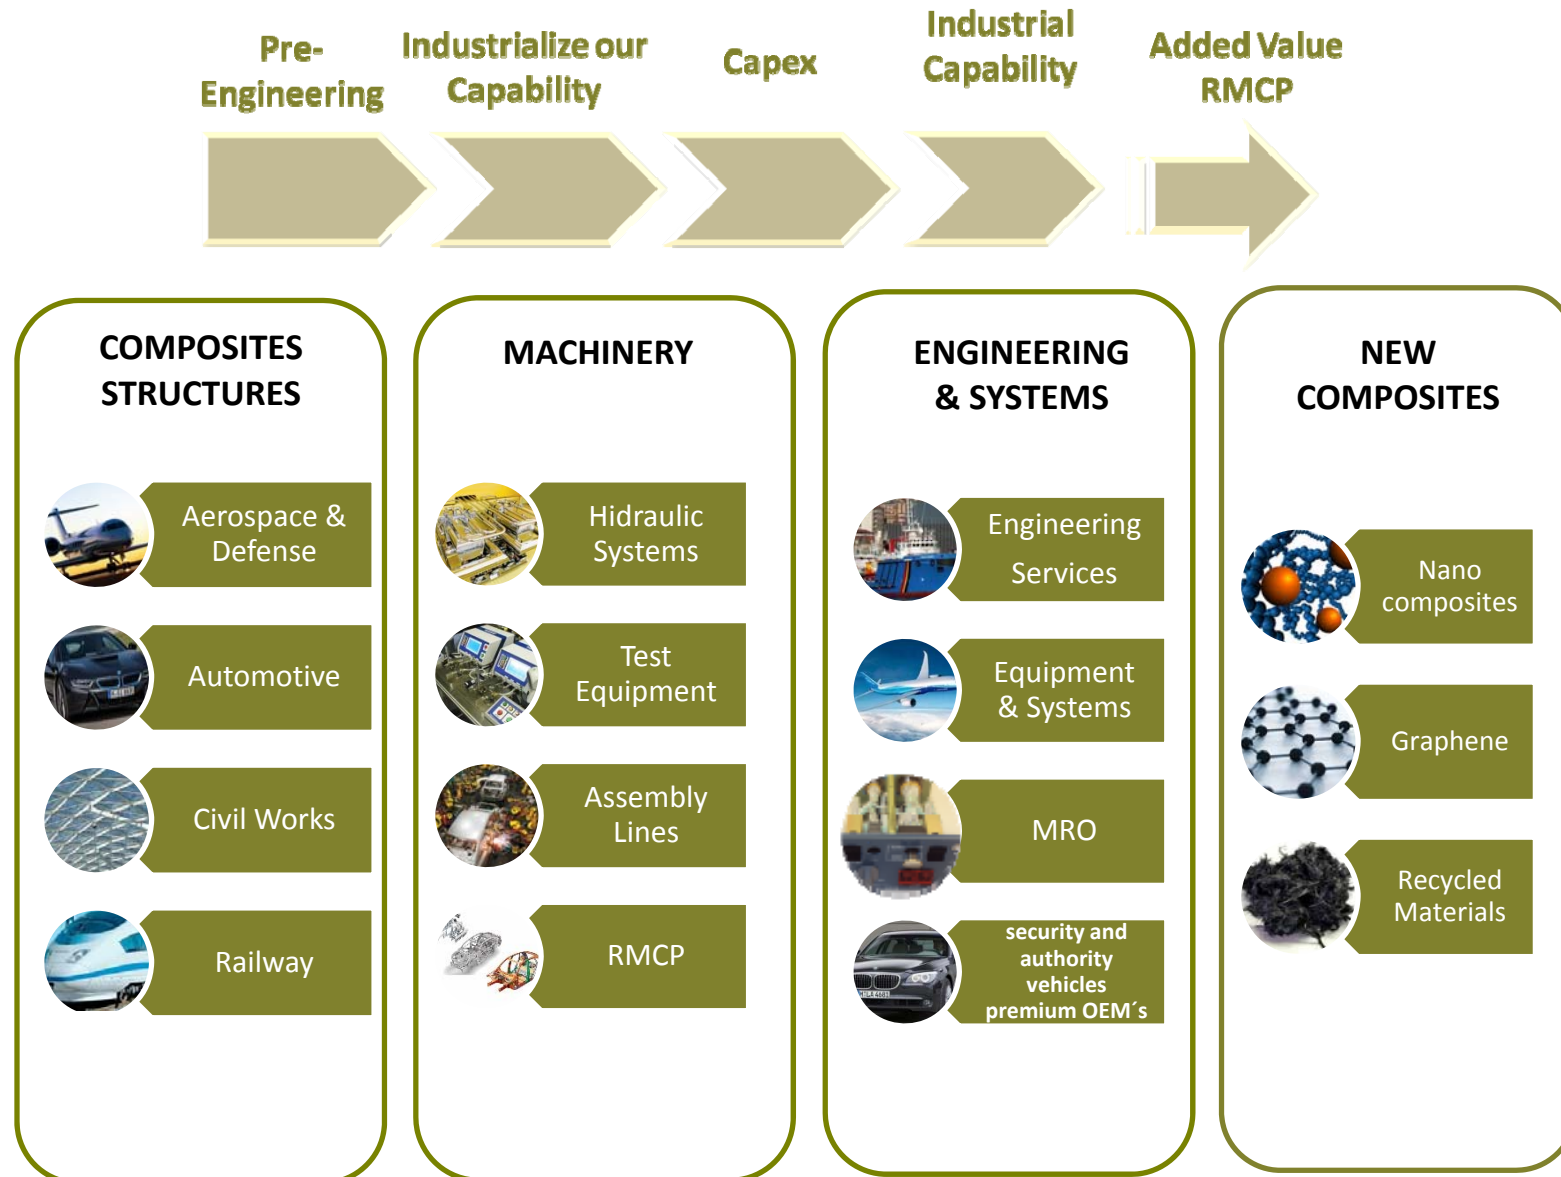 Pre-
Engineering
Industrialize our
Capability
Capex
Industrial
Capability
Added Value
RMCP
COMPOSITES
STRUCTURES
Aerospace &
Defense
Automotive
Civil Works
Railway
MACHINERY
Hidraulic
Systems
Test
Equipment
Assembly
Lines
RMCP
ENGINEERING
& SYSTEMS
Engineering
Services
Equipment
& Systems
MRO
security and
authority
vehicles
premium OEM´s
NEW
COMPOSITES
Nano
composites
Graphene
Recycled
Materials